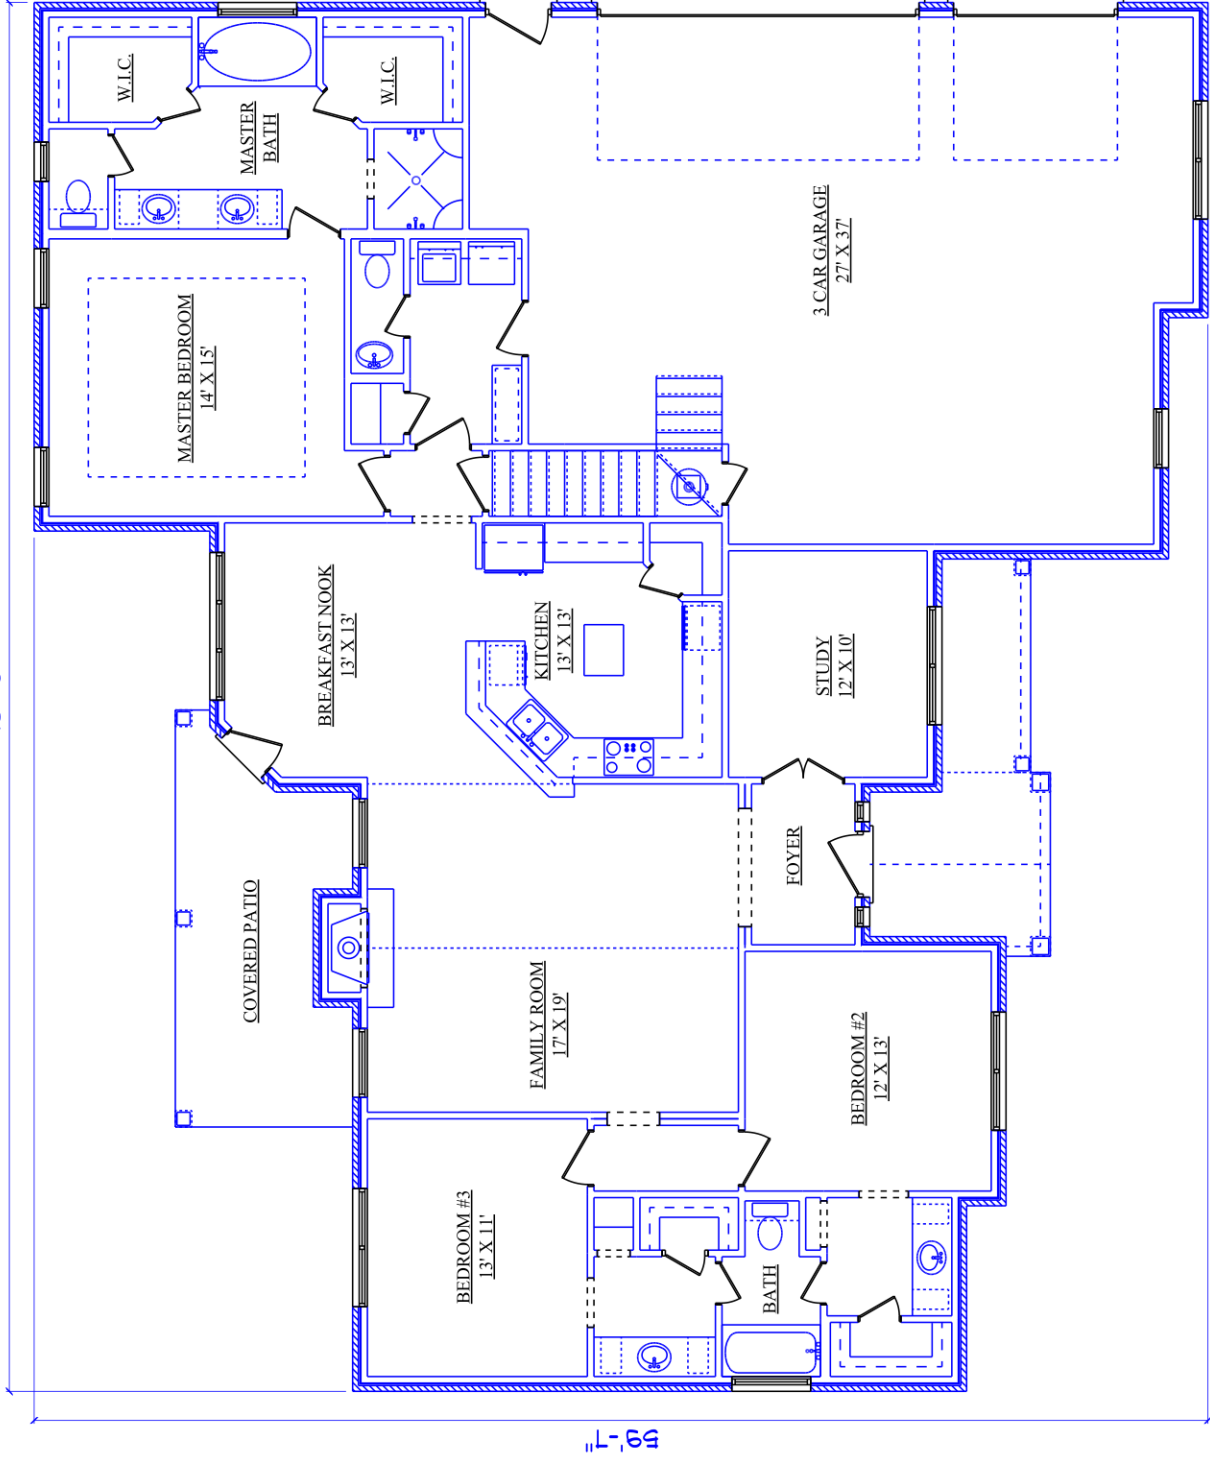 W.I.C.
MASTER
BATH
W.I.C.
MASTER BEDROOM
14' X 15'
3 CAR GARAGE
27' X 37'
BREAKFAST NOOK
13' X 13'
KITCHEN
13' X 13'
STUDY
12' X 10'
FOYER
COVERED PATIO
FAMILY ROOM
17' X 19'
BEDROOM #2
12' X 13'
BEDROOM #3
13' X 11'
BATH
59'-7"